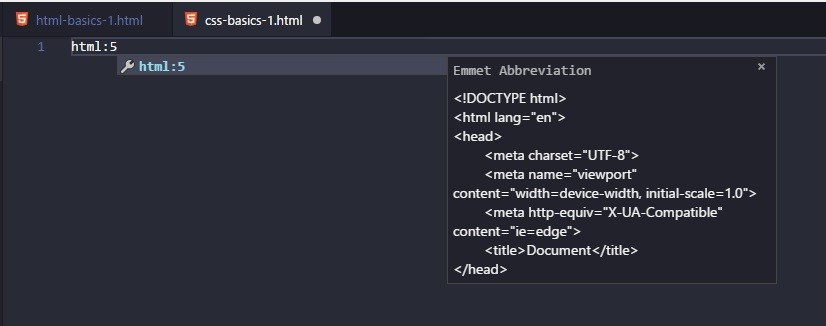 html-basics-1.html
css-basics-1.html
1 html:5
html:5
Emmet Abbreviation ×
<!DOCTYPE html>
<html lang="en">
<head>
<meta charset="UTF-8">
<meta name="viewport"
content="width=device-width, initial-scale=1.0">
<meta http-equiv="X-UA-Compatible"
content="ie=edge">
<title>Document</title>
</head>